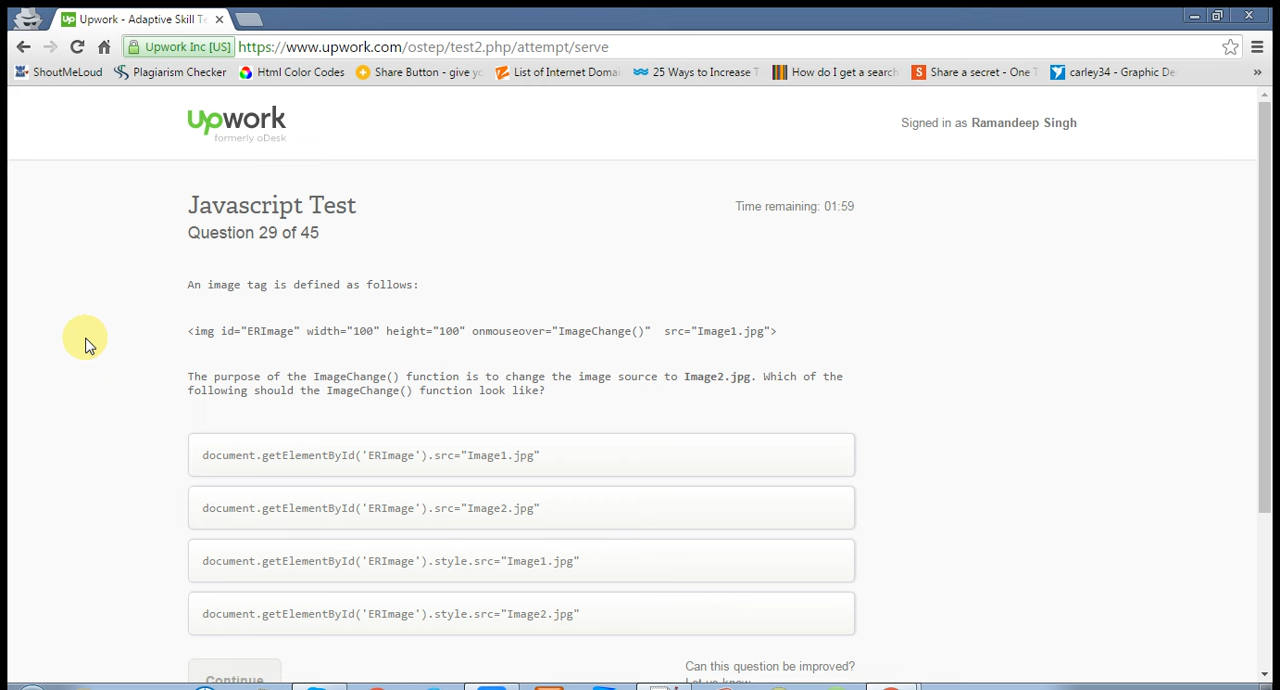 Upwork - Adaptive Skill Te
Upwork Inc [US] https://www.upwork.com/ostep/test2.php/attempt/serve
ShoutMeLoud Plagiarism Checker Html Color Codes Share Button - give yo List of Internet Domai 25 Ways to Increase T How do I get a search Share a secret - One T carley34 - Graphic De »
upwork
formerly oDesk
Signed in as Ramandeep Singh
Javascript Test
Time remaining: 01:59
Question 29 of 45
An image tag is defined as follows:
<img id="ERImage" width="100" height="100" onmouseover="ImageChange()"  src="Image1.jpg">
The purpose of the ImageChange() function is to change the image source to Image2.jpg. Which of the
following should the ImageChange() function look like?
document.getElementById('ERImage').src="Image1.jpg"
document.getElementById('ERImage').src="Image2.jpg"
document.getElementById('ERImage').style.src="Image1.jpg"
document.getElementById('ERImage').style.src="Image2.jpg"
Can this question be improved?
Continue
Let us know